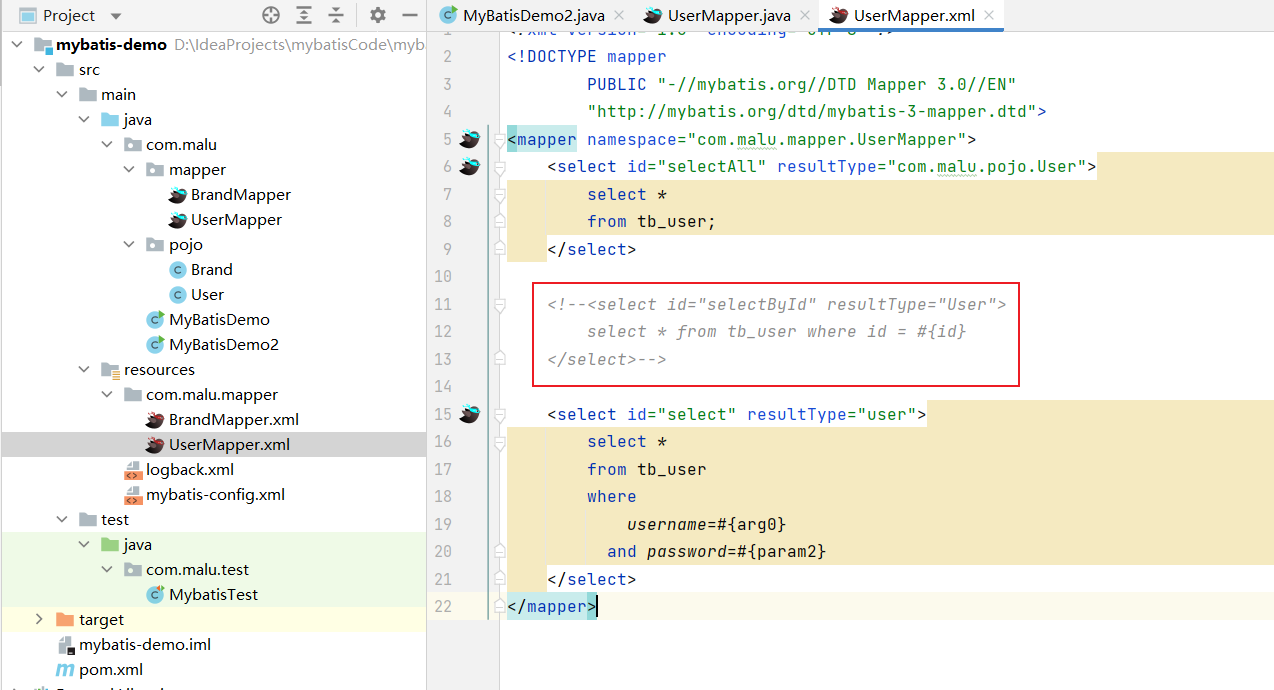 Project
mybatis-demo D:\IdeaProjects\mybatisCode\myb
src
main
java
com.malu
mapper
BrandMapper
UserMapper
pojo
Brand
User
MyBatisDemo
MyBatisDemo2
resources
com.malu.mapper
BrandMapper.xml
UserMapper.xml
logback.xml
mybatis-config.xml
test
java
com.malu.test
MybatisTest
target
mybatis-demo.iml
pom.xml
MyBatisDemo2.java
UserMapper.java
UserMapper.xml
2 <!DOCTYPE mapper
3 PUBLIC "-//mybatis.org//DTD Mapper 3.0//EN"
4 "http://mybatis.org/dtd/mybatis-3-mapper.dtd">
5 <mapper namespace="com.malu.mapper.UserMapper">
6 <select id="selectAll" resultType="com.malu.pojo.User">
7 select *
8 from tb_user;
9 </select>
10
11 <!--<select id="selectById" resultType="User">
12 select * from tb_user where id = #{id}
13 </select>-->
14
15 <select id="select" resultType="user">
16 select *
17 from tb_user
18 where
19 username=#{arg0}
20 and password=#{param2}
21 </select>
22 </mapper>